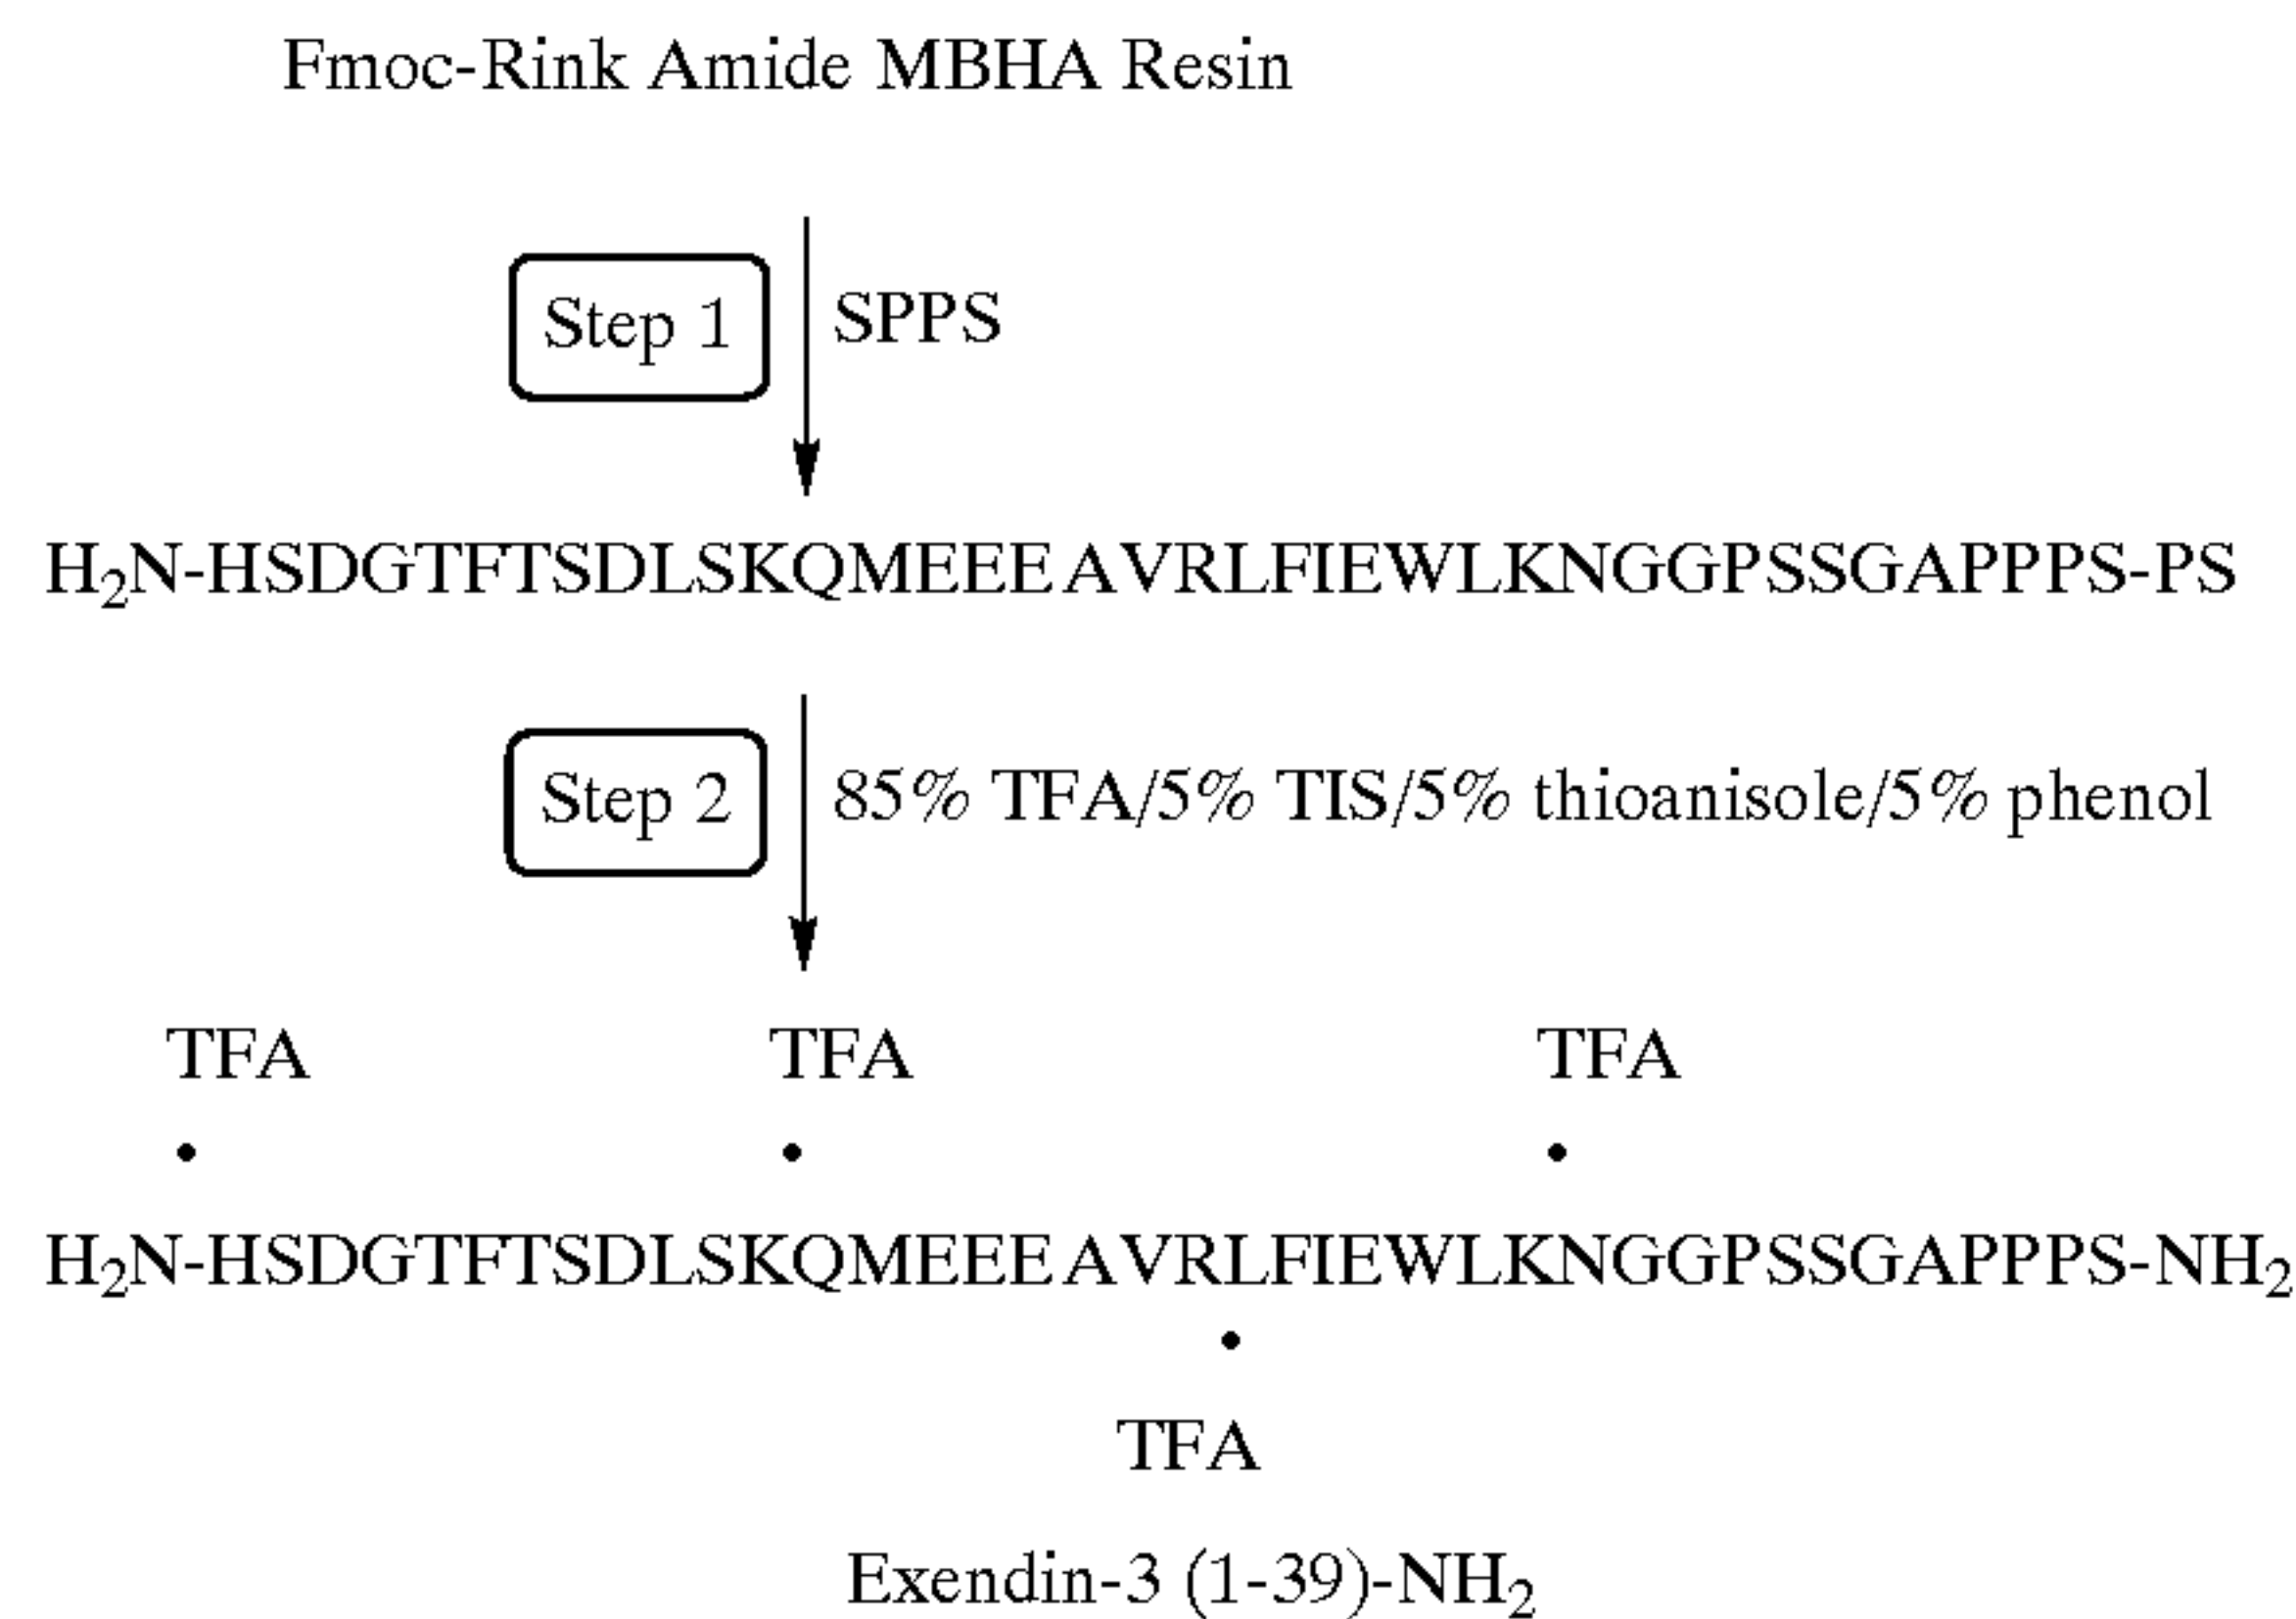 Fmoc-Rink Amide MBHA Resin
Step 1
SPPS
H₂N-HSDGTFTSDLSKQMEEEAVRLFIEWLKNGGPSSGAPPPS-PS
Step 2
85% TFA/5% TIS/5% thioanisole/5% phenol
TFA TFA TFA
• • •
H₂N-HSDGTFTSDLSKQMEEEAVRLFIEWLKNGGPSSGAPPPS-NH₂
•
TFA
Exendin-3 (1-39)-NH₂